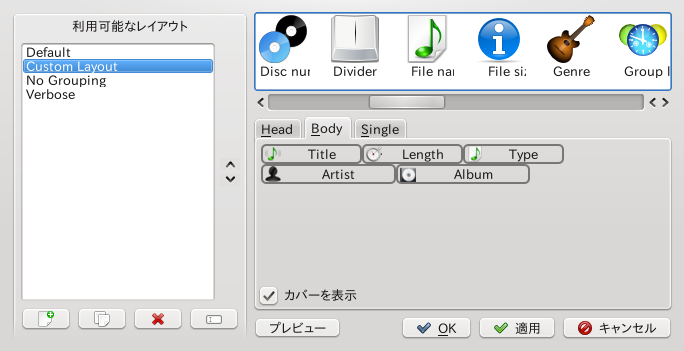 利用可能なレイアウト
Default
Custom Layout
No Grouping
Verbose
Disc nur
Divider
File nar
File siz
Genre
Group l
Head
Body
Single
Title
Length
Type
Artist
Album
カバーを表示
プレビュー
OK
適用
キャンセル